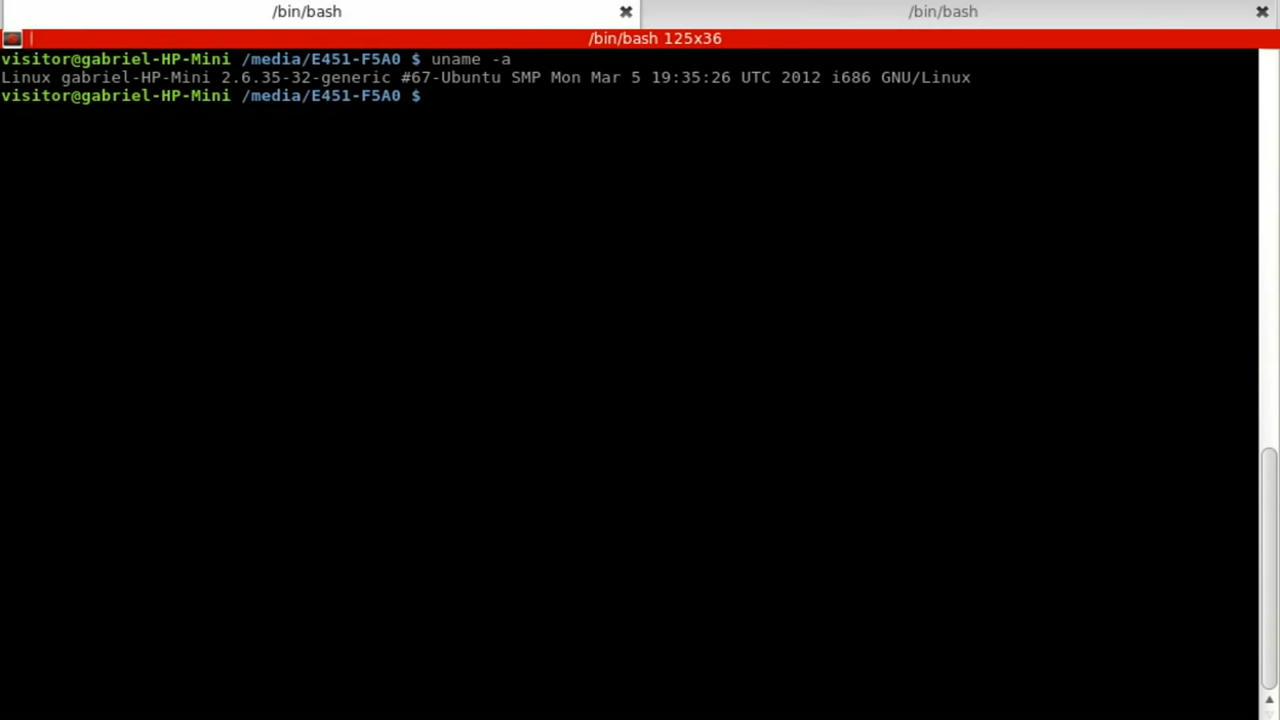 /bin/bash
/bin/bash
/bin/bash 125x36
visitor@gabriel-HP-Mini /media/E451-F5A0 $ uname -a
Linux gabriel-HP-Mini 2.6.35-32-generic #67-Ubuntu SMP Mon Mar 5 19:35:26 UTC 2012 i686 GNU/Linux
visitor@gabriel-HP-Mini /media/E451-F5A0 $